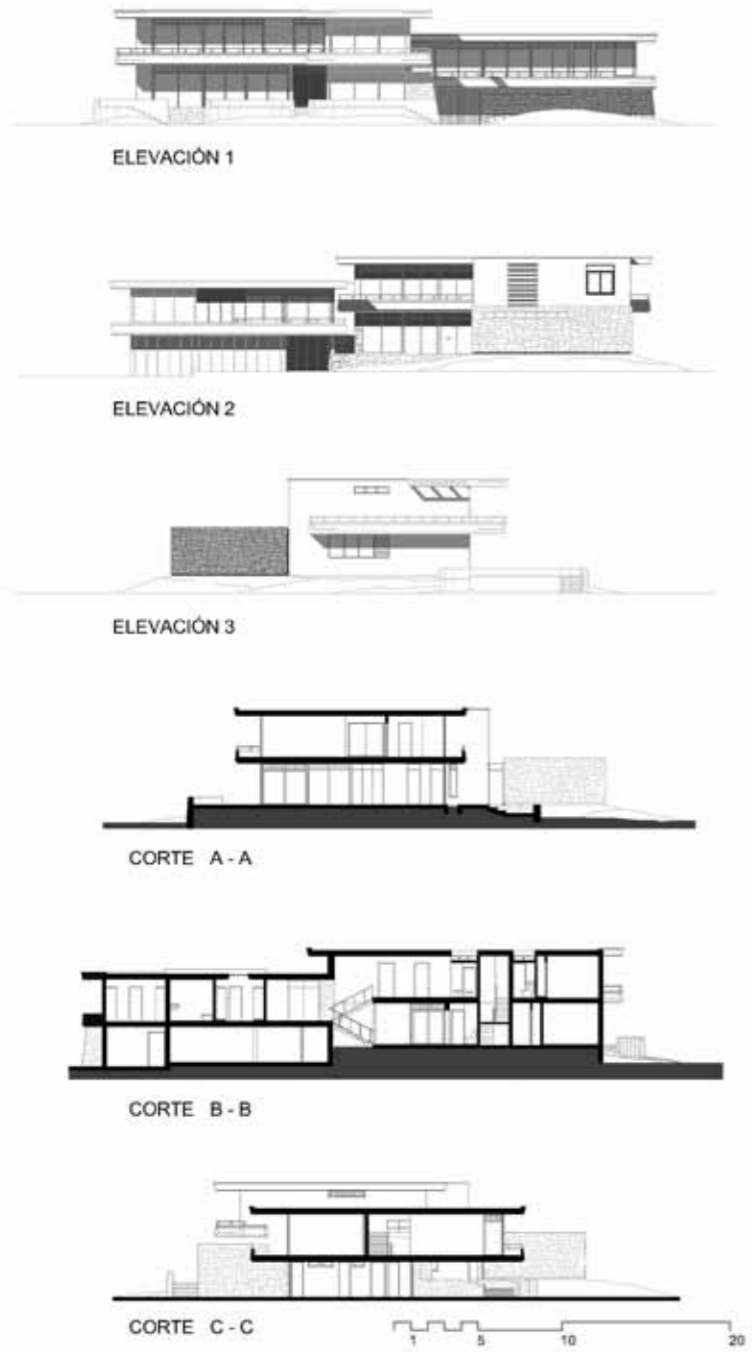 ELEVACIÓN 1
ELEVACIÓN 2
ELEVACIÓN 3
CORTE A - A
CORTE B - B
CORTE C - C
1 5 10 20